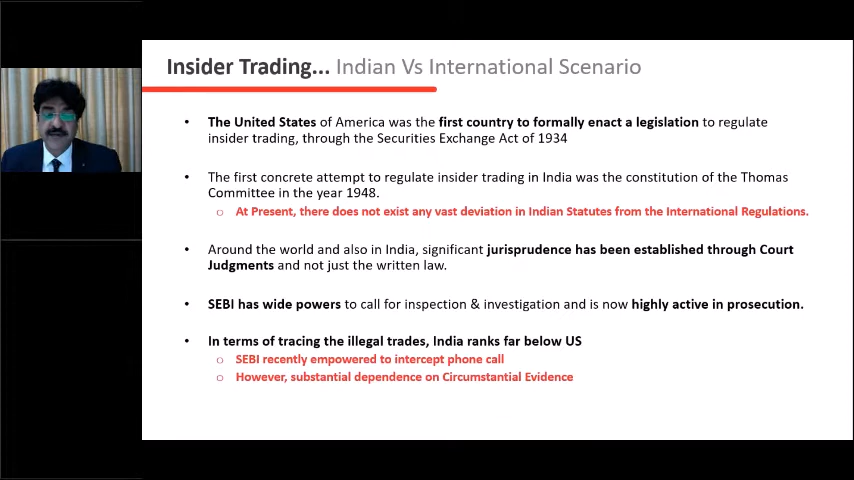 Insider Trading... Indian Vs International Scenario
• The United States of America was the first country to formally enact a legislation to regulate
insider trading, through the Securities Exchange Act of 1934
• The first concrete attempt to regulate insider trading in India was the constitution of the Thomas
Committee in the year 1948.
○ At Present, there does not exist any vast deviation in Indian Statutes from the International Regulations.
• Around the world and also in India, significant jurisprudence has been established through Court
Judgments and not just the written law.
• SEBI has wide powers to call for inspection & investigation and is now highly active in prosecution.
• In terms of tracing the illegal trades, India ranks far below US
○ SEBI recently empowered to intercept phone call
○ However, substantial dependence on Circumstantial Evidence